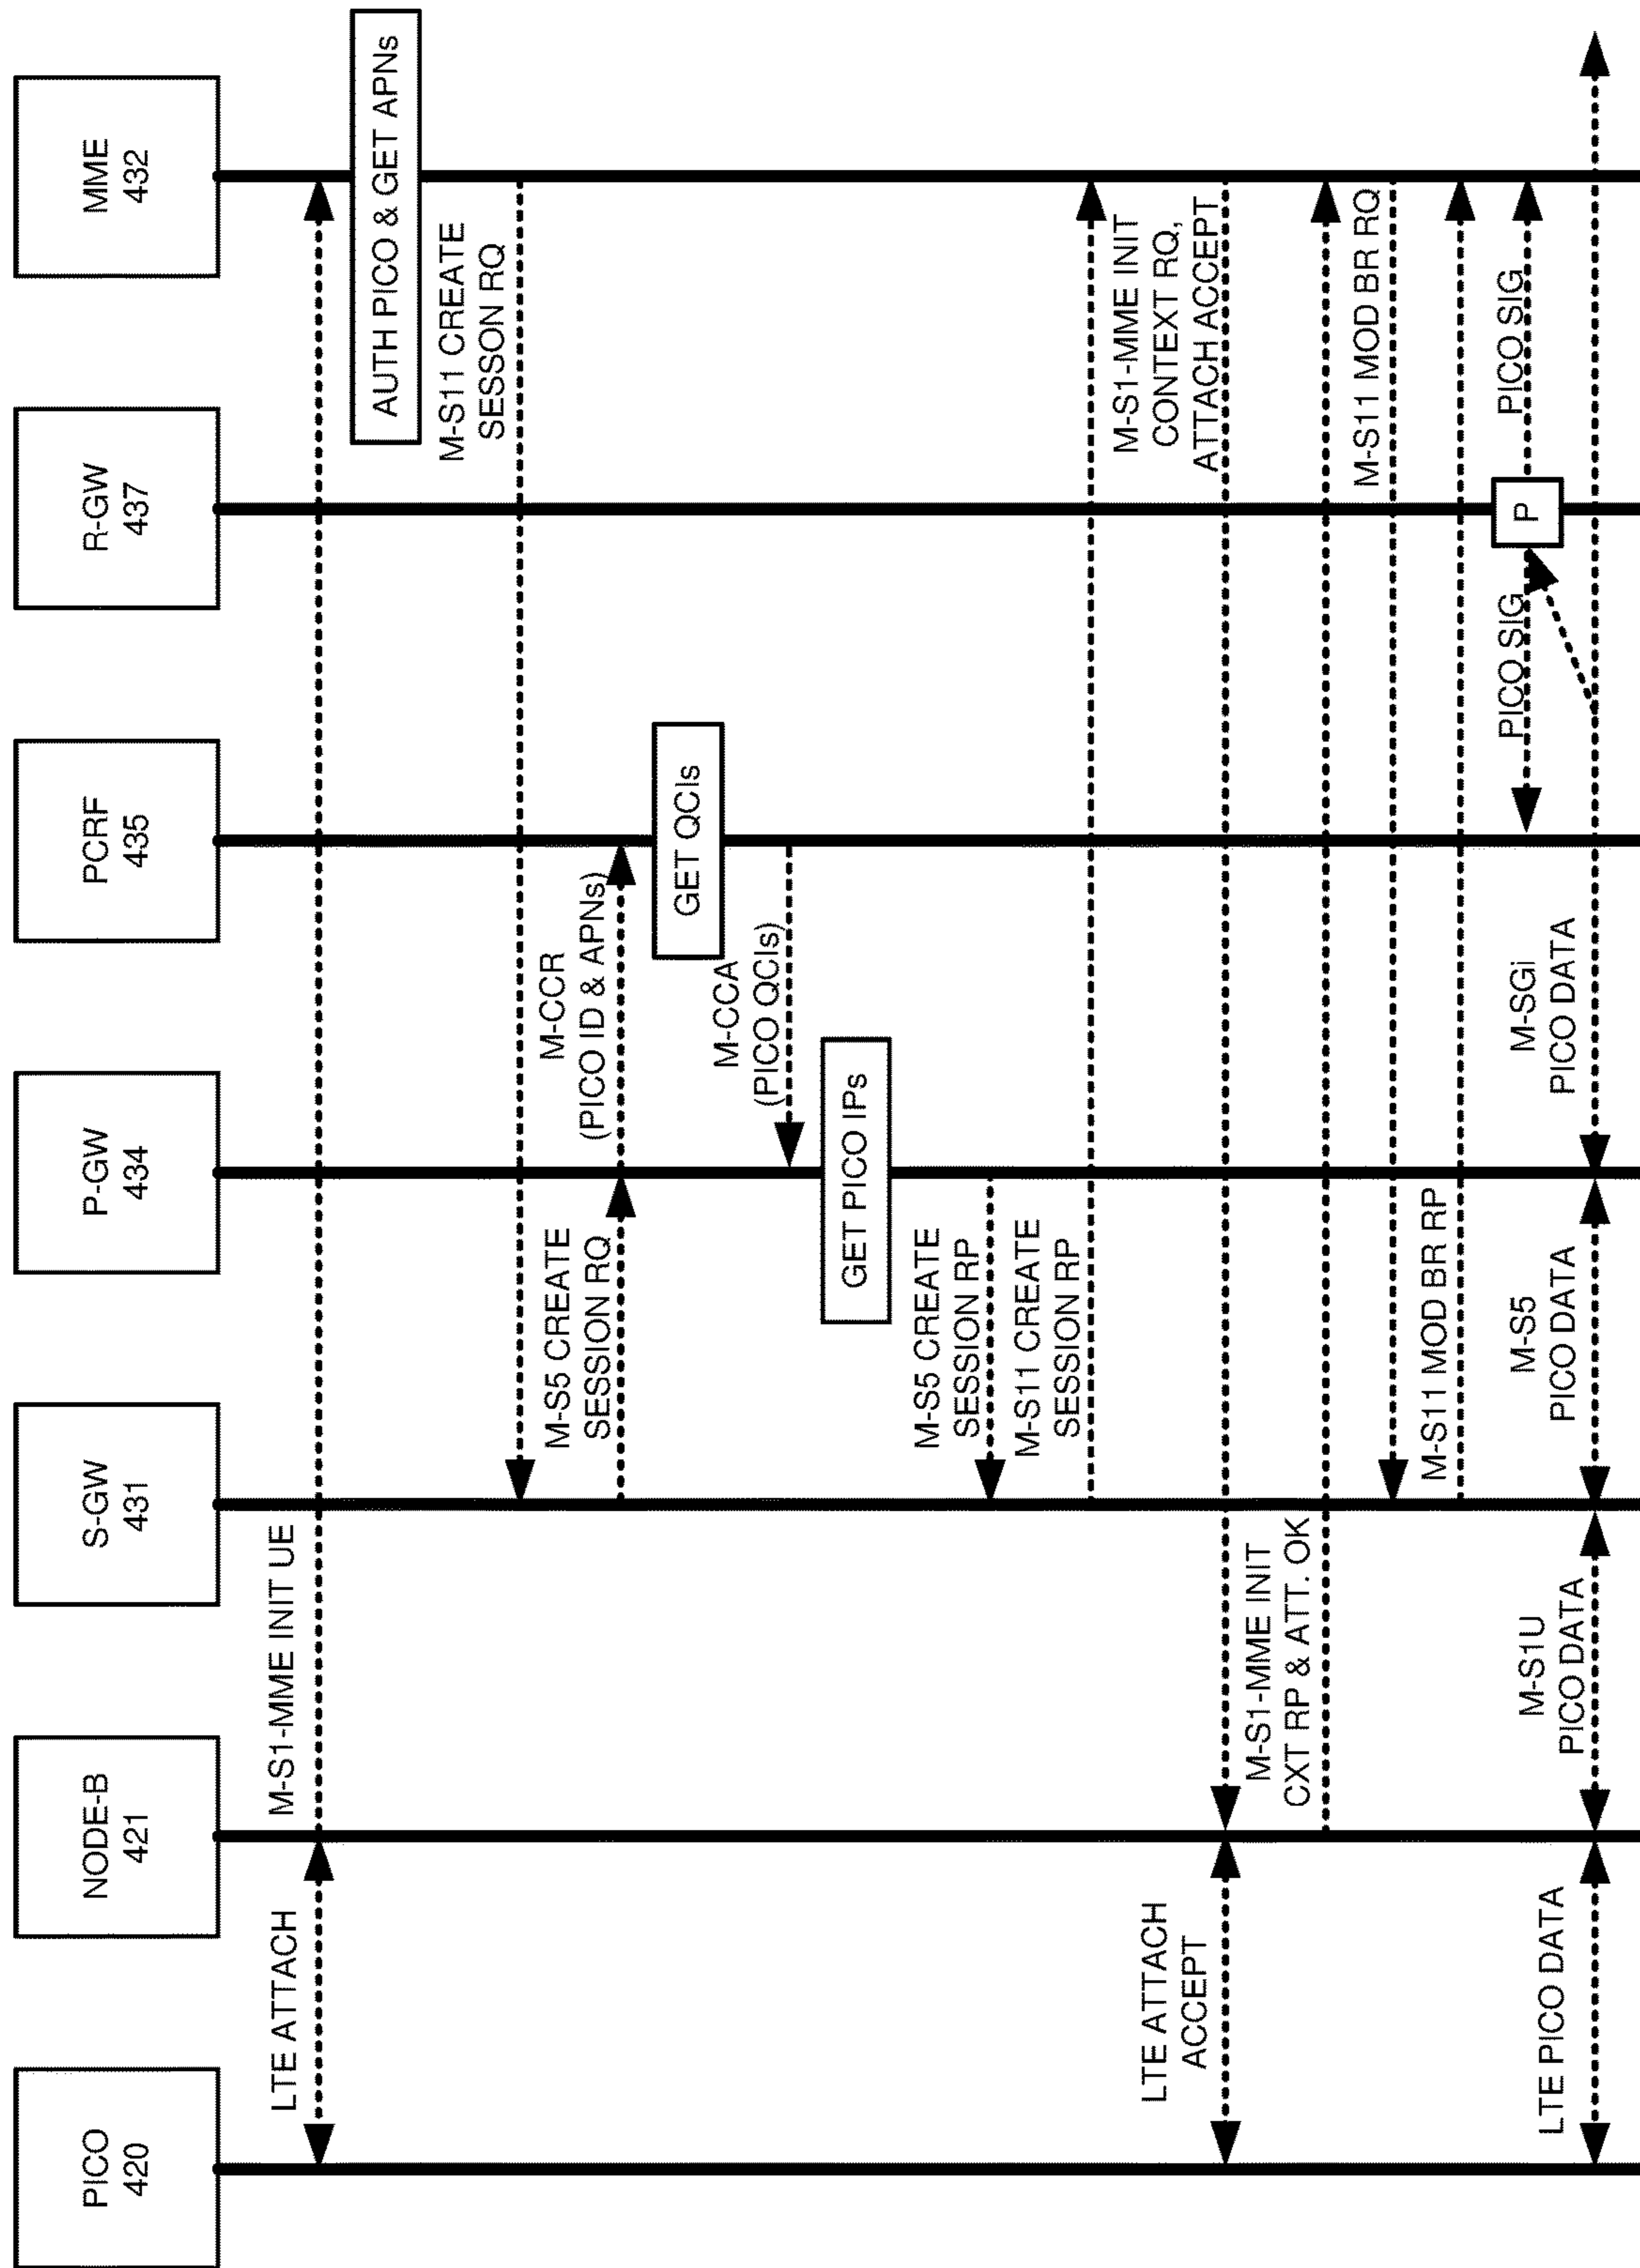 PICO
420
NODE-B
421
S-GW
431
P-GW
434
PCRF
435
R-GW
437
MME
432
LTE ATTACH
M-S1-MME INIT UE
AUTH PICO & GET APNs
M-S11 CREATE
SESSON RQ
M-S5 CREATE
SESSION RQ
M-CCR
(PICO ID & APNs)
GET QCIs
M-CCA
(PICO QCIs)
GET PICO IPs
M-S5 CREATE
SESSION RP
M-S11 CREATE
SESSION RP
M-S1-MME INIT
CONTEXT RQ,
ATTACH ACCEPT
LTE ATTACH
ACCEPT
M-S1-MME INIT
CXT RP & ATT. OK
M-S11 MOD BR RQ
M-S11 MOD BR RP
PICO SIG
P
PICO SIG
LTE PICO DATA
M-S1U
PICO DATA
M-S5
PICO DATA
M-SGi
PICO DATA